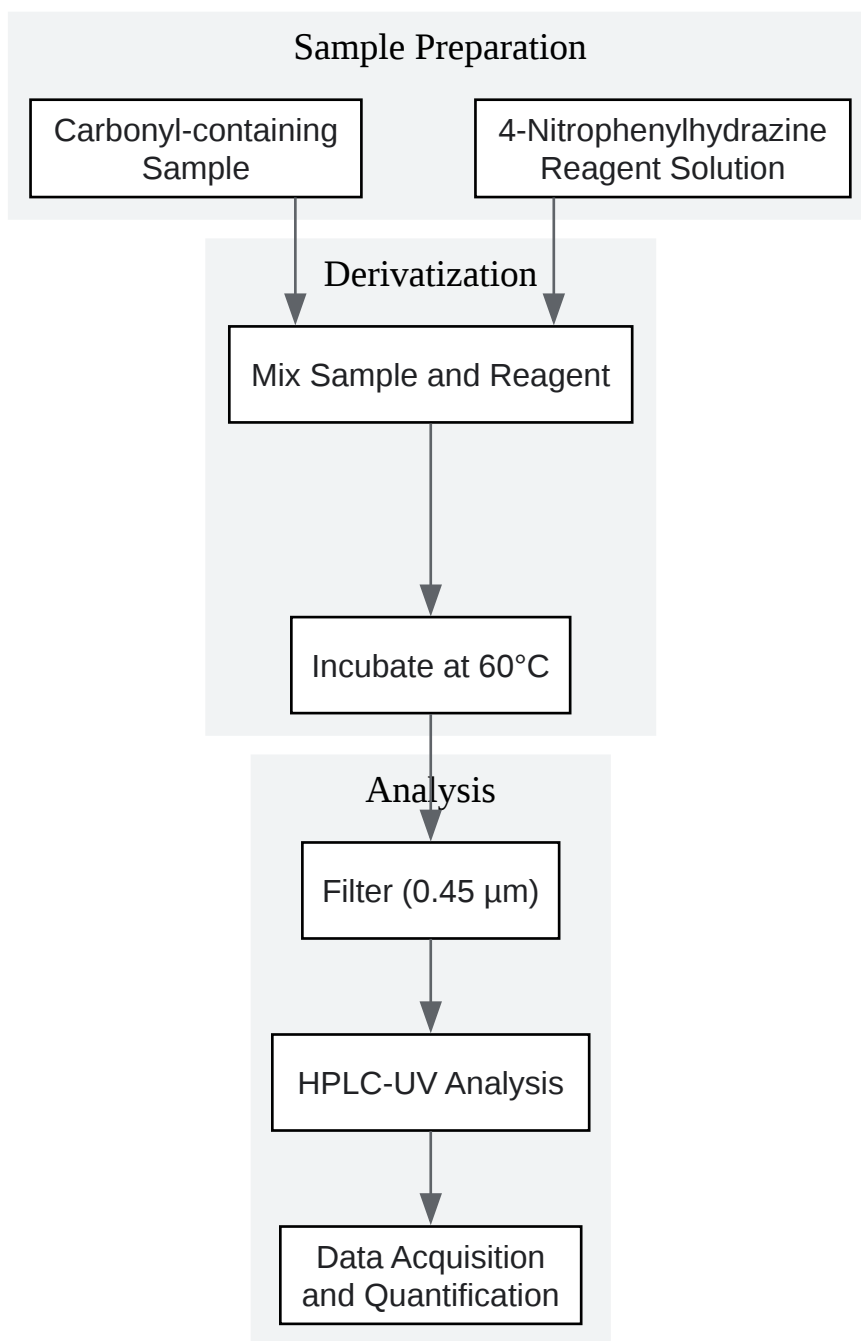 Sample Preparation
Carbonyl-containing
Sample
4-Nitrophenylhydrazine
Reagent Solution
Derivatization
Mix Sample and Reagent
Incubate at 60°C
Analysis
Filter (0.45 µm)
HPLC-UV Analysis
Data Acquisition
and Quantification